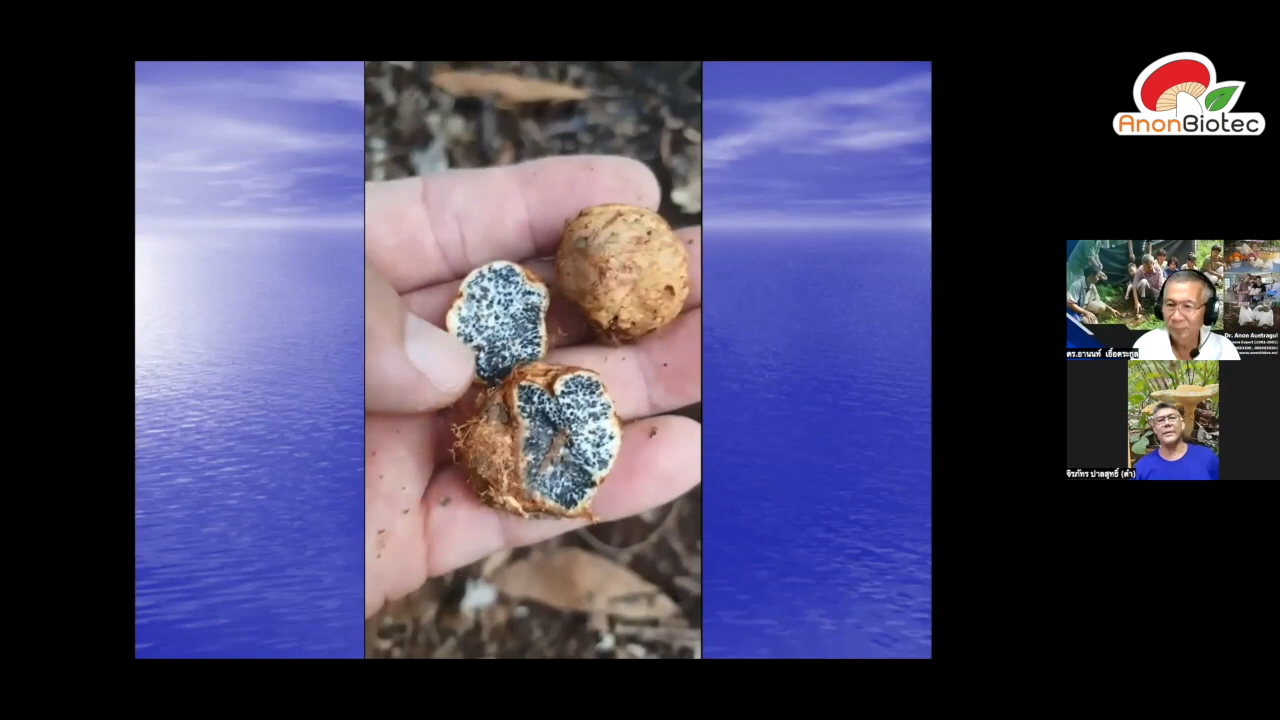 AnonBiotec
Dr. Anon Auetragul
ดร.อานนท์ เอื้อตระกูล
จิรภัทร ปาลสุทธิ์ (ดำ)